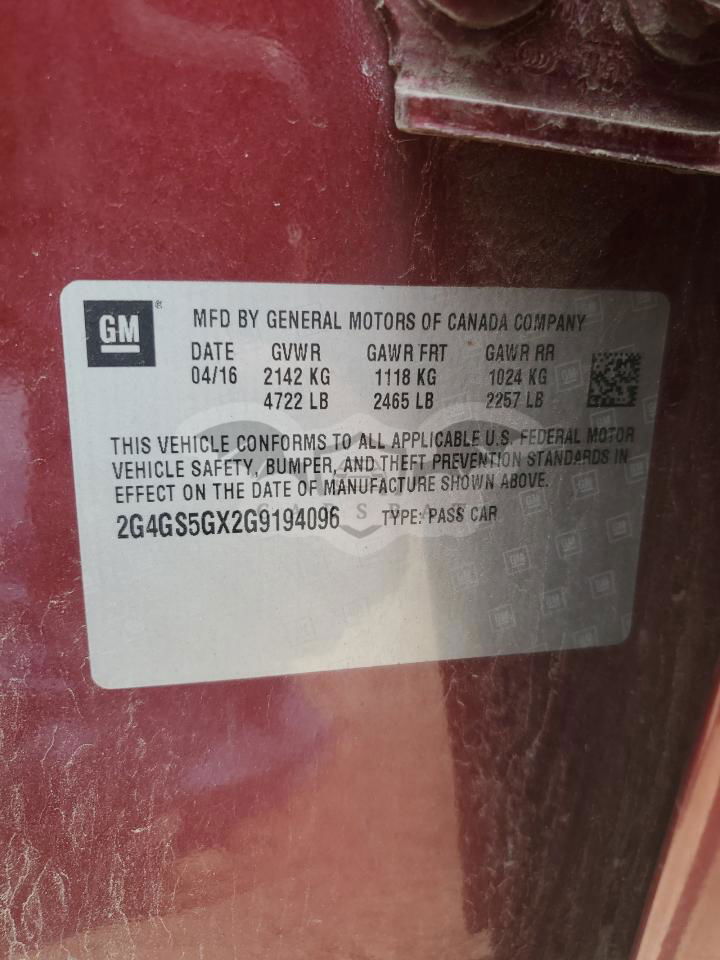 GM®
MFD BY GENERAL MOTORS OF CANADA COMPANY
DATE GVWR GAWR FRT GAWR RR
04/16 2142 KG 1118 KG 1024 KG
4722 LB 2465 LB 2257 LB
THIS VEHICLE CONFORMS TO ALL APPLICABLE U.S. FEDERAL MOTOR
VEHICLE SAFETY, BUMPER, AND THEFT PREVENTION STANDARDS IN
EFFECT ON THE DATE OF MANUFACTURE SHOWN ABOVE.
2G4GS5GX2G9194096 TYPE: PASS CAR